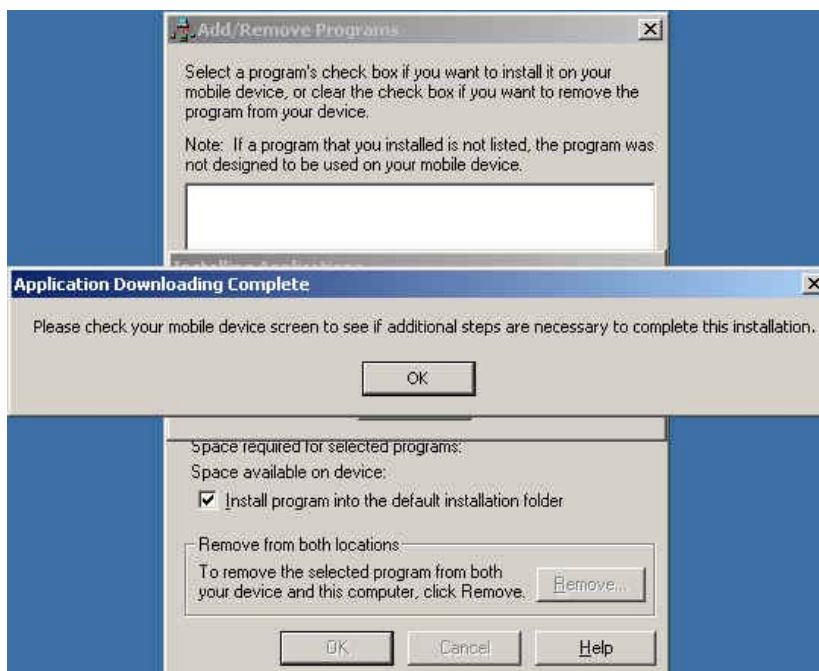 Add/Remove Programs
Select a program's check box if you want to install it on your
mobile device, or clear the check box if you want to remove the
program from your device.
Note: If a program that you installed is not listed, the program was
not designed to be used on your mobile device.
Installing Applications
Application Downloading Complete
Please check your mobile device screen to see if additional steps are necessary to complete this installation.
OK
Space required for selected programs:
Space available on device:
Install program into the default installation folder
Remove from both locations
To remove the selected program from both
your device and this computer, click Remove.
Remove...
OK
Cancel
Help